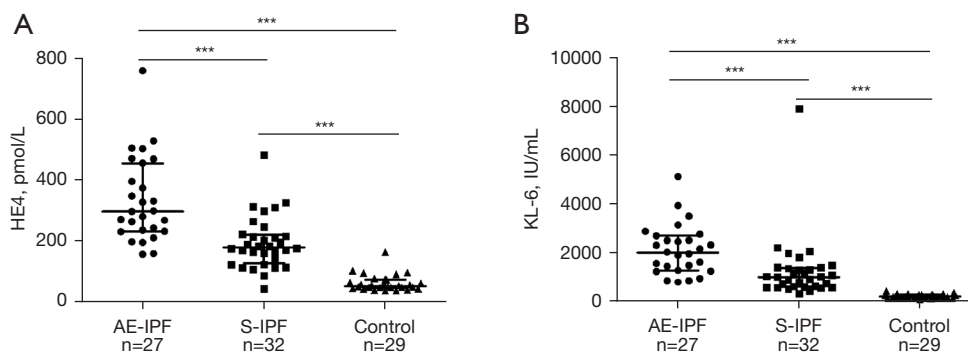 A
***
***
***
800
600
400
200
0
HE4, pmol/L
AE-IPF
n=27
S-IPF
n=32
Control
n=29
B
***
***
***
10000
8000
6000
4000
2000
0
KL-6, IU/mL
AE-IPF
n=27
S-IPF
n=32
Control
n=29